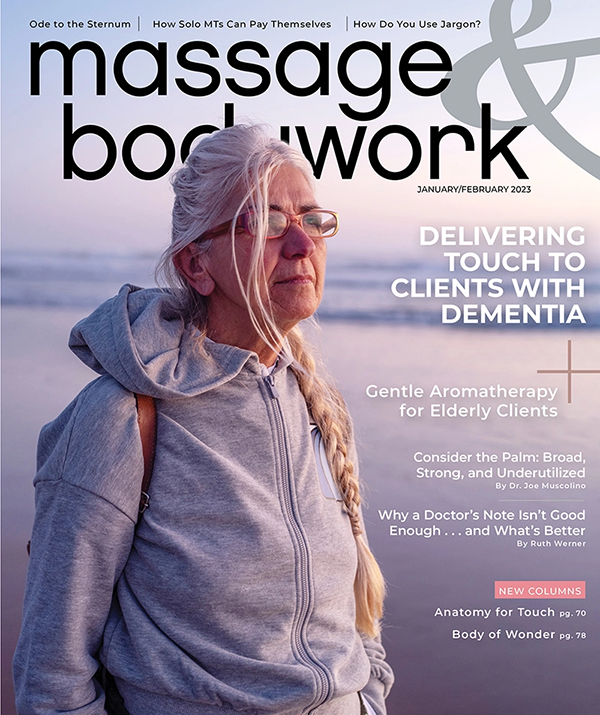 Ode to the Sternum | How Solo MTs Can Pay Themselves | How Do You Use Jargon?
massage &
bodywork
JANUARY/FEBRUARY 2023
DELIVERING
TOUCH TO
CLIENTS WITH
DEMENTIA
+
Gentle Aromatherapy
for Elderly Clients
Consider the Palm: Broad,
Strong, and Underutilized
By Dr. Joe Muscolino
Why a Doctor's Note Isn't Good
Enough . . . and What's Better
By Ruth Werner
NEW COLUMNS
Anatomy for Touch pg. 70
Body of Wonder pg. 78